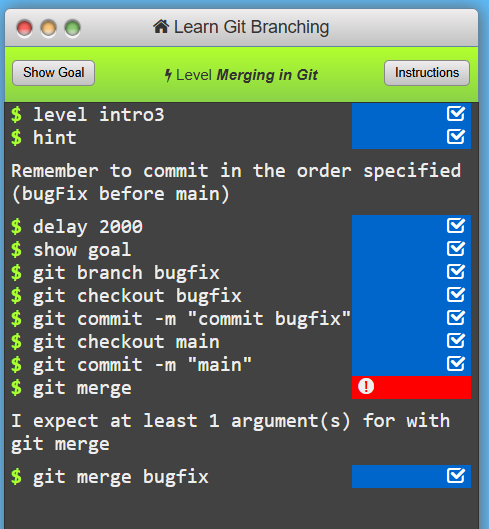 Learn Git Branching
Show Goal
Level Merging in Git
Instructions
$ level intro3
$ hint
Remember to commit in the order specified
(bugFix before main)
$ delay 2000
$ show goal
$ git branch bugfix
$ git checkout bugfix
$ git commit -m "commit bugfix"
$ git checkout main
$ git commit -m "main"
$ git merge
I expect at least 1 argument(s) for with
git merge
$ git merge bugfix